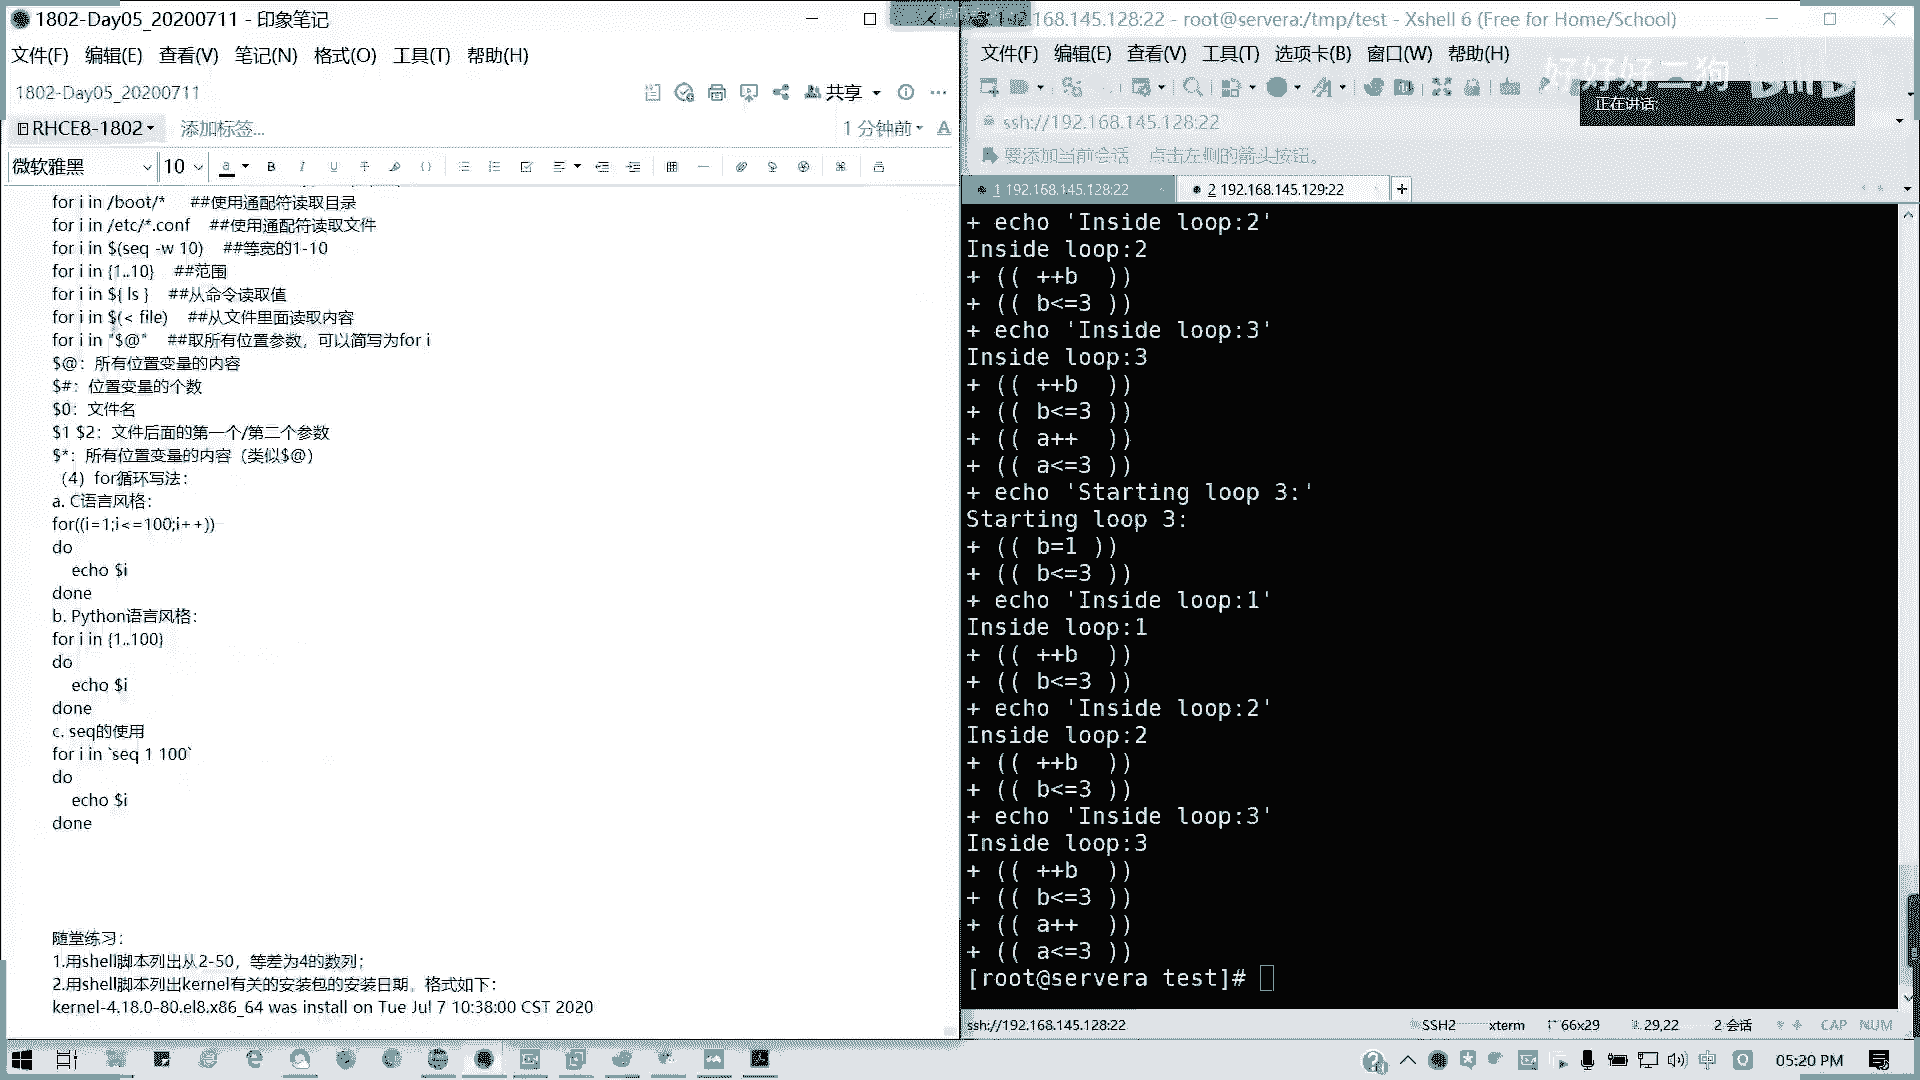 1802-Day05_20200711 - 印象笔记
文件(F) 编辑(E) 查看(V) 笔记(N) 格式(O) 工具(T) 帮助(H)
1802-Day05_20200711
共享
RHCE8-1802
添加标签...
1 分钟前
微软雅黑 10
for i in /boot/* ##使用通配符读取目录
for i in /etc/*.conf ##使用通配符读取文件
for i in $(seq -w 10) ##等宽的1-10
for i in {1..10} ##范围
for i in ${ ls } ##从命令读取值
for i in $(< file) ##从文件里面读取内容
for i in "$@" ##取所有位置参数，可以简写为for i
$@：所有位置变量的内容
$#：位置变量的个数
$0：文件名
$1 $2：文件后面的第一个/第二个参数
$*：所有位置变量的内容（类似$@）
（4）for循环写法：
a. C语言风格：
for((i=1;i<=100;i++))
do
echo $i
done
b. Python语言风格：
for i in {1..100}
do
echo $i
done
c. seq的使用
for i in `seq 1 100`
do
echo $i
done
随堂练习：
1.用shell脚本列出从2-50，等差为4的数列；
2.用shell脚本列出kernel有关的安装包的安装日期，格式如下：
kernel-4.18.0-80.el8.x86_64 was install on Tue Jul 7 10:38:00 CST 2020
1-192.168.145.128:22 - root@servera:/tmp/test - Xshell 6 (Free for Home/School)
文件(F) 编辑(E) 查看(V) 工具(T) 选项卡(B) 窗口(W) 帮助(H)
好好好二狗
正在讲话:
ssh://192.168.145.128:22
要添加当前会话，点击左侧的箭头按钮。
1 192.168.145.128:22
2 192.168.145.129:22
+ echo 'Inside loop:2'
Inside loop:2
+ (( ++b  ))
+ (( b<=3 ))
+ echo 'Inside loop:3'
Inside loop:3
+ (( ++b  ))
+ (( b<=3 ))
+ (( a++  ))
+ (( a<=3 ))
+ echo 'Starting loop 3:'
Starting loop 3:
+ (( b=1 ))
+ (( b<=3 ))
+ echo 'Inside loop:1'
Inside loop:1
+ (( ++b  ))
+ (( b<=3 ))
+ echo 'Inside loop:2'
Inside loop:2
+ (( ++b  ))
+ (( b<=3 ))
+ echo 'Inside loop:3'
Inside loop:3
+ (( ++b  ))
+ (( b<=3 ))
+ (( a++  ))
+ (( a<=3 ))
[root@servera test]#
ssh://192.168.145.128:22 SSH2 xterm 66x29 29,22 2 会话 CAP NUM
中
05:20 PM